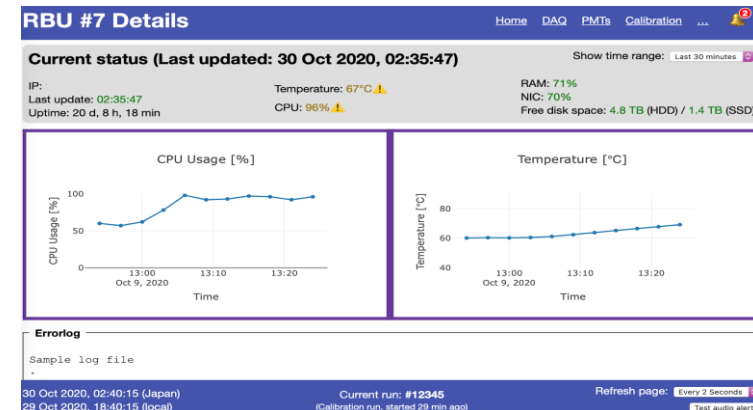 RBU #7 Details
Home DAQ PMTs Calibration ... 2
Current status (Last updated: 30 Oct 2020, 02:35:47)
Show time range: Last 30 minutes
IP:
Last update: 02:35:47
Uptime: 20 d, 8 h, 18 min
Temperature: 67°C
CPU: 96%
RAM: 71%
NIC: 70%
Free disk space: 4.8 TB (HDD) / 1.4 TB (SSD)
CPU Usage [%]
CPU Usage [%]
100
50
0
13:00 13:10 13:20
Oct 9, 2020
Time
Temperature [°C]
Temperature [°C]
80
60
40
13:00 13:10 13:20
Oct 9, 2020
Time
Errorlog
Sample log file
.
30 Oct 2020, 02:40:15 (Japan)
29 Oct 2020, 18:40:15 (local)
Current run: #12345
(Calibration run, started 29 min ago)
Refresh page: Every 2 Seconds
Test audio alert